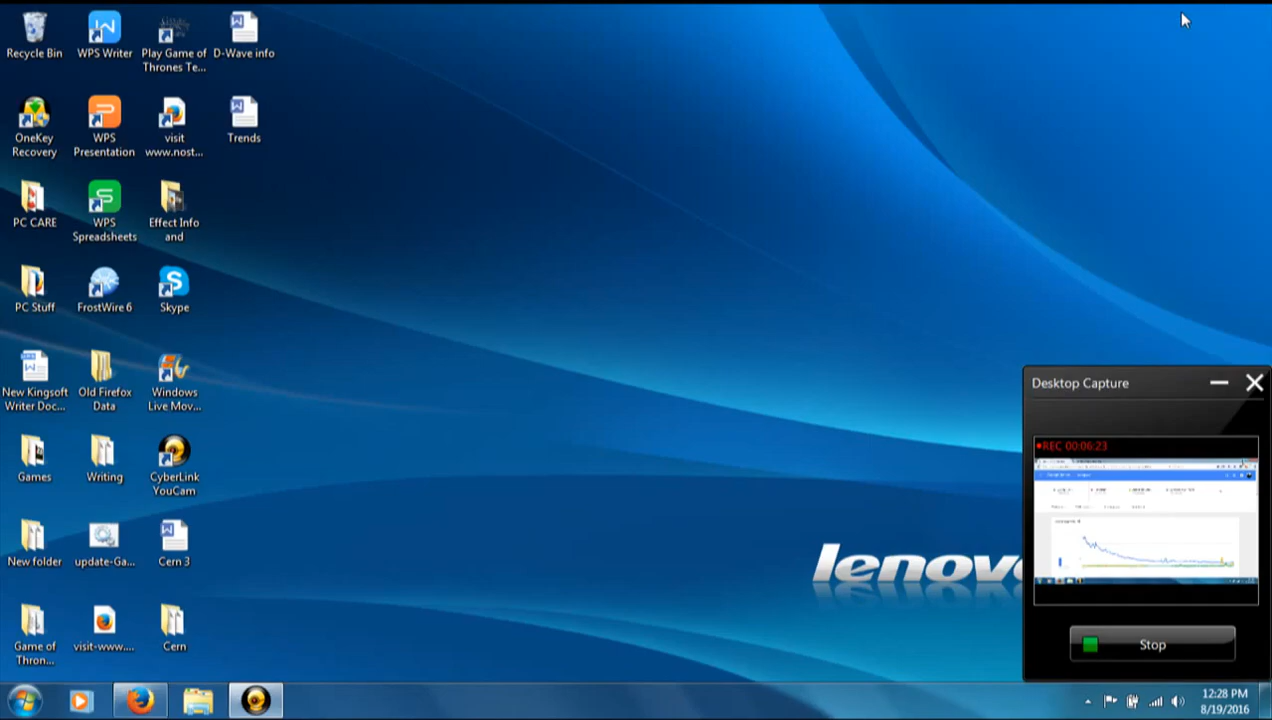 Recycle Bin
WPS Writer
Play Game of
Thrones Te...
D-Wave info
OneKey
Recovery
WPS
Presentation
visit
www.nost...
Trends
PC CARE
WPS
Spreadsheets
Effect Info
and
PC Stuff
FrostWire 6
Skype
New Kingsoft
Writer Doc...
Old Firefox
Data
Windows
Live Mov...
Games
Writing
CyberLink
YouCam
New folder
update-Ga...
Cern 3
Game of
Thron...
visit-www....
Cern
lenovo
Desktop Capture
REC 00:06:23
Stop
12:28 PM
8/19/2016